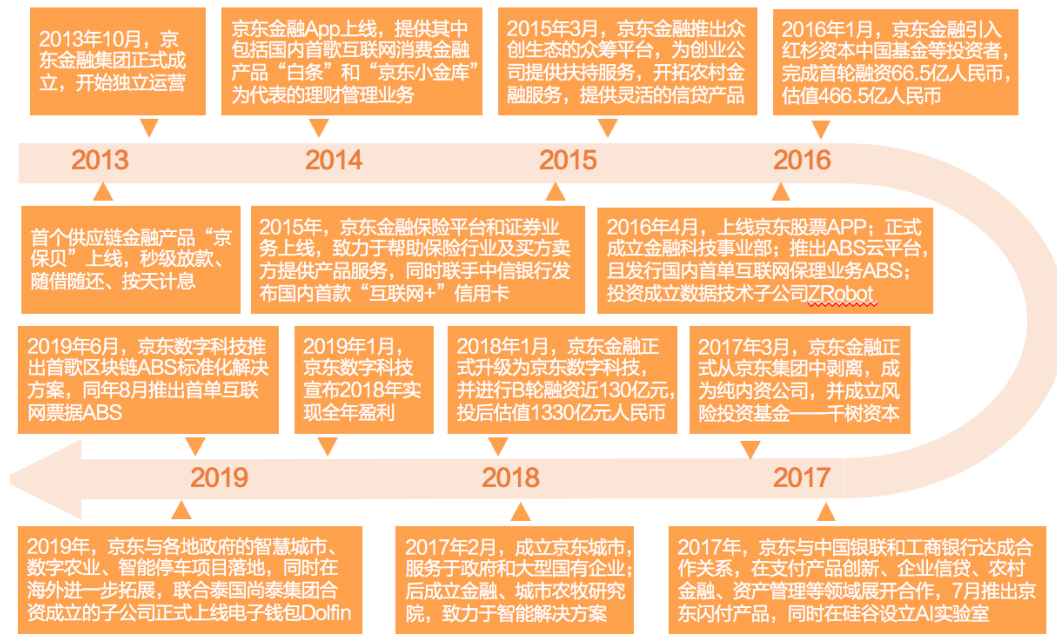 2013年10月，京
东金融集团正式成
立，开始独立运营
京东金融App上线，提供其中
包括国内首歌互联网消费金融
产品“白条”和“京东小金库”
为代表的理财管理业务
2015年3月，京东金融推出众
创生态的众筹平台，为创业公
司提供扶持服务，开拓农村金
融服务，提供灵活的信贷产品
2016年1月，京东金融引入
红杉资本中国基金等投资者，
完成首轮融资66.5亿人民币，
估值466.5亿人民币
2013
2014
2015
2016
首个供应链金融产品“京
保贝”上线，秒级放款、
随借随还、按天计息
2015年，京东金融保险平台和证券业
务上线，致力于帮助保险行业及买方卖
方提供产品服务，同时联手中信银行发
布国内首款“互联网+”信用卡
2016年4月，上线京东股票APP；正式
成立金融科技事业部；推出ABS云平台，
且发行国内首单互联网保理业务ABS；
投资成立数据技术子公司ZRobot
2019年6月，京东数字科技推
出首歌区块链ABS标准化解决
方案，同年8月推出首单互联
网票据ABS
2019年1月，
京东数字科技
宣布2018年实
现全年盈利
2018年1月，京东金融正
式升级为京东数字科技，
并进行B轮融资近130亿元，
投后估值1330亿元人民币
2017年3月，京东金融正
式从京东集团中剥离，成
为纯内资公司，并成立风
险投资基金——千树资本
2019
2018
2017
2019年，京东与各地政府的智慧城市、
数字农业、智能停车项目落地，同时在
海外进一步拓展，联合泰国尚泰集团合
资成立的子公司正式上线电子钱包Dolfin
2017年2月，成立京东城市，
服务于政府和大型国有企业；
后成立金融、城市农牧研究
院，致力于智能解决方案
2017年，京东与中国银联和工商银行达成合
作关系，在支付产品创新、企业信贷、农村
金融、资产管理等领域展开合作，7月推出京
东闪付产品，同时在硅谷设立AI实验室